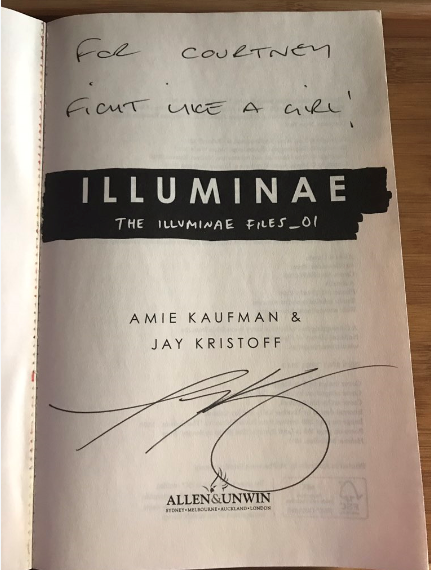 FOR COURTNEY
FIGHT LIKE A GIRL!
ILLUMINAE
THE ILLUMINAE FILES_01
AMIE KAUFMAN &
JAY KRISTOFF
ALLEN&UNWIN
SYDNEY•MELBOURNE•AUCKLAND•LONDON